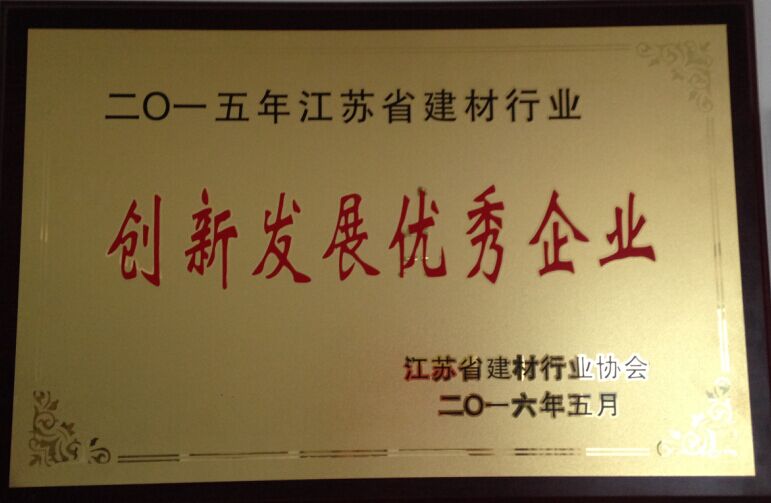 二〇一五年江苏省建材行业
创新发展优秀企业
江苏省建材行业协会
二〇一六年五月